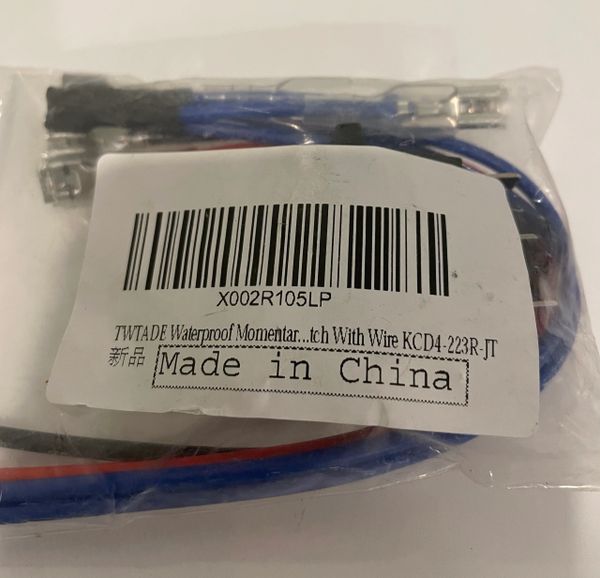 X002R105LP
TWTADE Waterproof Momentar...tch With Wire KCD4-223R-JT
新品 Made in China